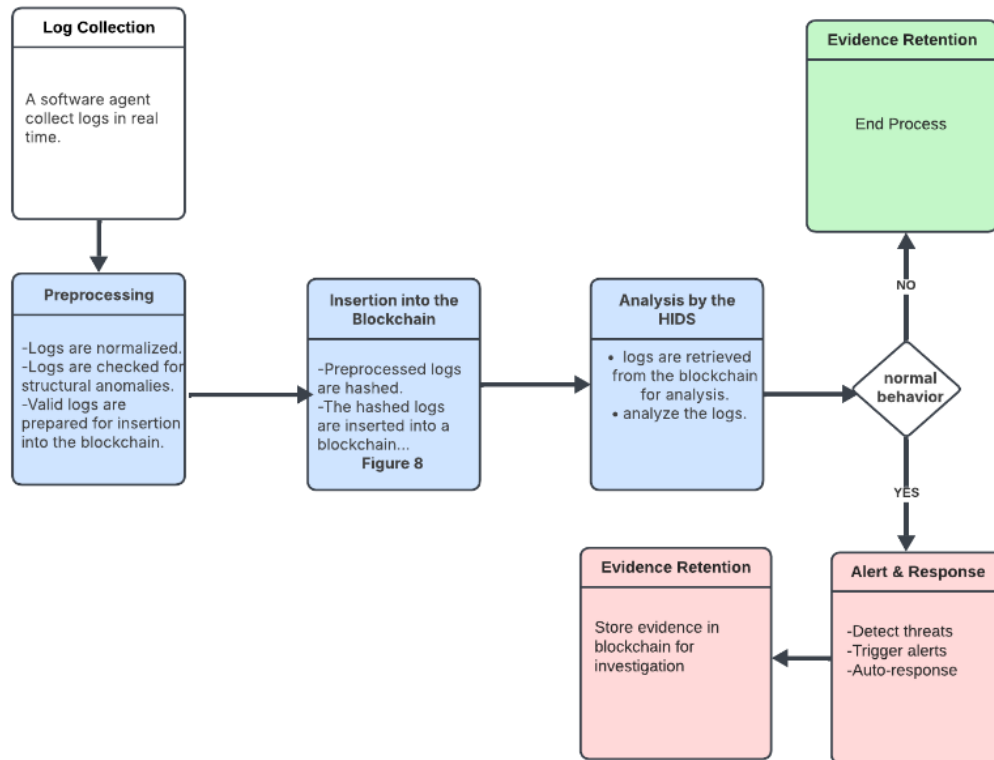 Log Collection
A software agent
collect logs in real
time.
Preprocessing
-Logs are normalized.
-Logs are checked for
structural anomalies.
-Valid logs are
prepared for insertion
into the blockchain.
Insertion into the
Blockchain
-Preprocessed logs
are hashed.
-The hashed logs
are inserted into a
blockchain...
Figure 8
Analysis by the
HIDS
• logs are retrieved
from the blockchain
for analysis.
• analyze the logs.
normal
behavior
NO
Evidence Retention
End Process
YES
Alert & Response
-Detect threats
-Trigger alerts
-Auto-response
Evidence Retention
Store evidence in
blockchain for
investigation